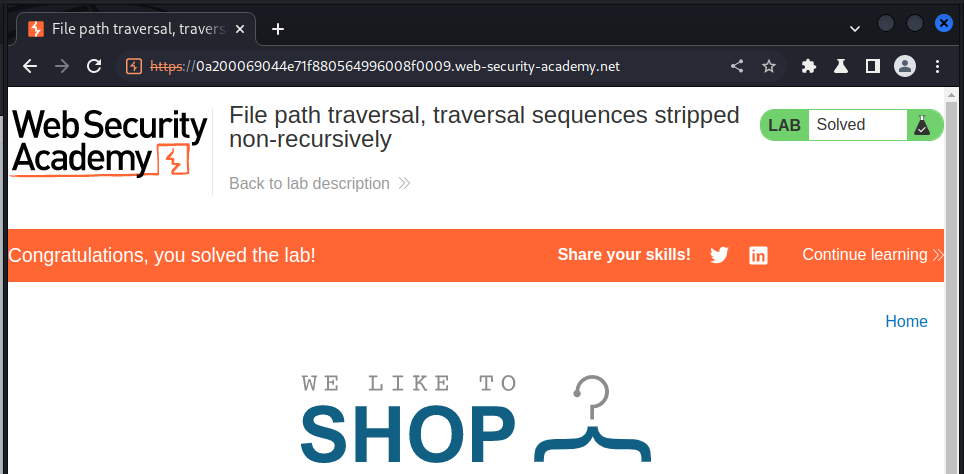 File path traversal, travers
https://0a200069044e71f880564996008f0009.web-security-academy.net
Web Security
Academy
File path traversal, traversal sequences stripped
non-recursively
LAB Solved
Back to lab description
Congratulations, you solved the lab! Share your skills! Continue learning
Home
WE LIKE TO
SHOP